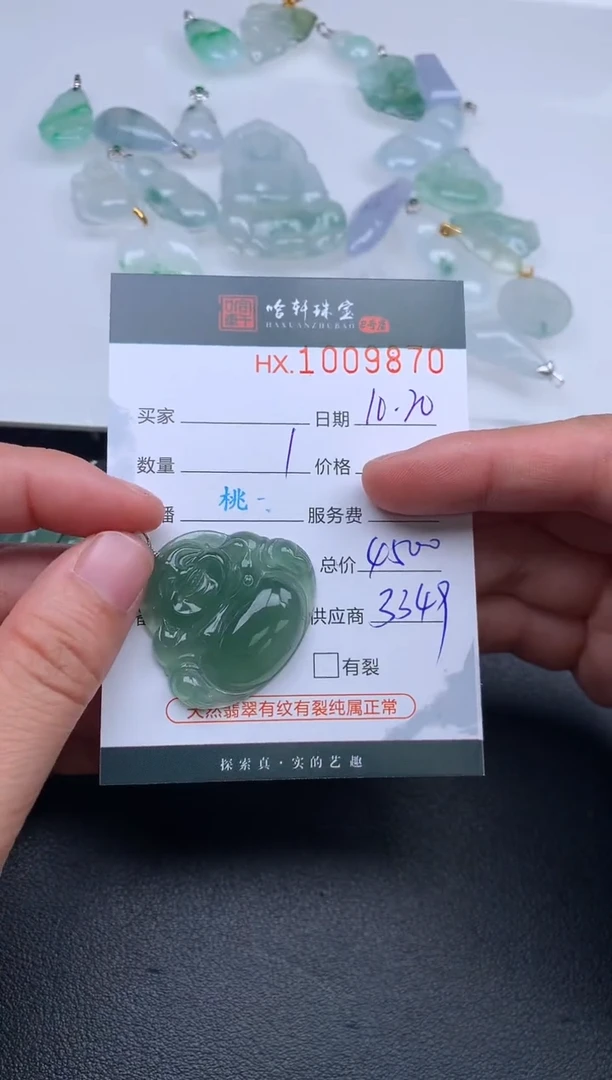 哈轩珠宝
HAXUANZHUBAO
HX.1009870
买家 日期 10.20
数量 1 价格
播 桃一 服务费
总价 4500
供应商 3349
有裂
天然翡翠有纹有裂纯属正常
探索真·实的艺趣